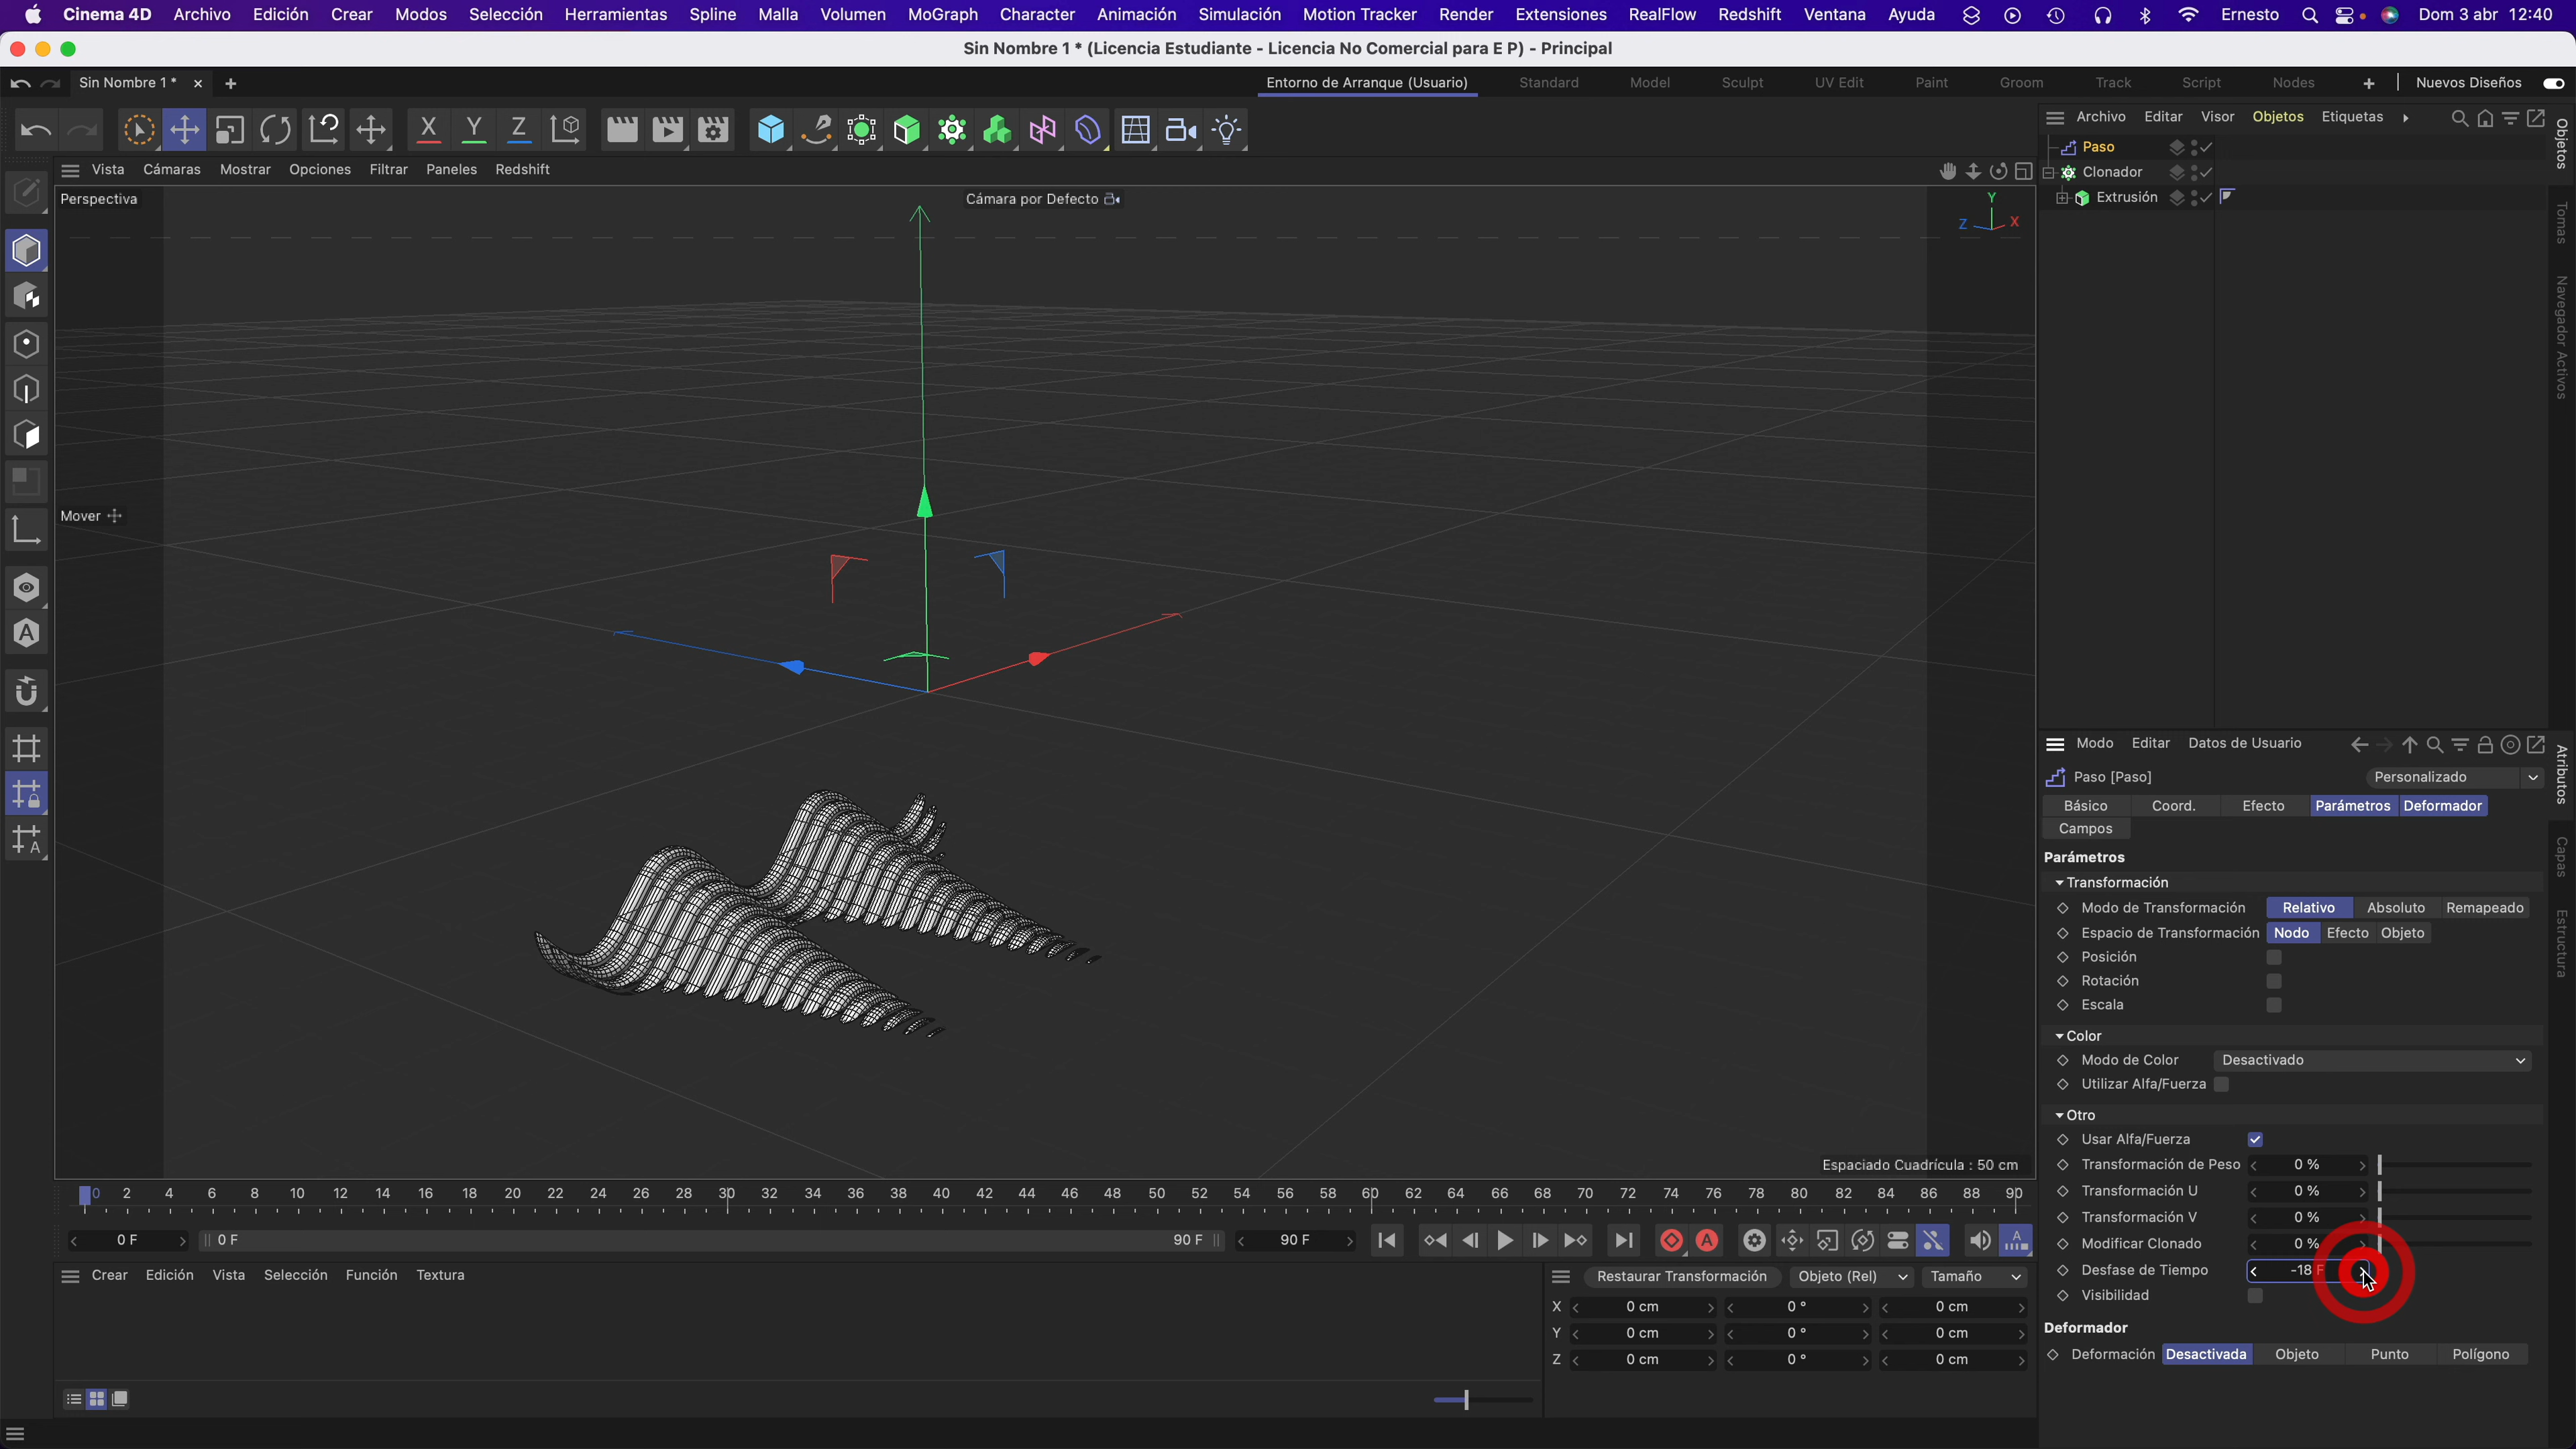 Cinema 4D Archivo Edición Crear Modos Selección Herramientas Spline Malla Volumen MoGraph Character Animación Simulación Motion Tracker Render Extensiones RealFlow Redshift Ventana Ayuda Ernesto Dom 3 abr 12:40
Sin Nombre 1 * (Licencia Estudiante - Licencia No Comercial para E P) - Principal
Sin Nombre 1 * Entorno de Arranque (Usuario) Standard Model Sculpt UV Edit Paint Groom Track Script Nodes Nuevos Diseños
X Y Z
Archivo Editar Visor Objetos Etiquetas
Paso
Clonador
Extrusión
Objetos
Tomas
Navegador Activos
Vista Cámaras Mostrar Opciones Filtrar Paneles Redshift
Perspectiva
Cámara por Defecto
Y
Z X
Mover
Espaciado Cuadrícula : 50 cm
Modo Editar Datos de Usuario
Paso [Paso] Personalizado
Básico Coord. Efecto Parámetros Deformador
Campos
Atributos
Capas
Estructura
Parámetros
Transformación
Modo de Transformación Relativo Absoluto Remapeado
Espacio de Transformación Nodo Efecto Objeto
Posición
Rotación
Escala
Color
Modo de Color Desactivado
Utilizar Alfa/Fuerza
Otro
Usar Alfa/Fuerza
Transformación de Peso 0 %
Transformación U 0 %
Transformación V 0 %
Modificar Clonado 0 %
Desfase de Tiempo -18 F
Visibilidad
Deformador
Deformación Desactivada Objeto Punto Polígono
0 2 4 6 8 10 12 14 16 18 20 22 24 26 28 30 32 34 36 38 40 42 44 46 48 50 52 54 56 58 60 62 64 66 68 70 72 74 76 78 80 82 84 86 88 90
0 F 0 F 90 F 90 F
Crear Edición Vista Selección Función Textura
Restaurar Transformación Objeto (Rel) Tamaño
X 0 cm 0 ° 0 cm
Y 0 cm 0 ° 0 cm
Z 0 cm 0 ° 0 cm